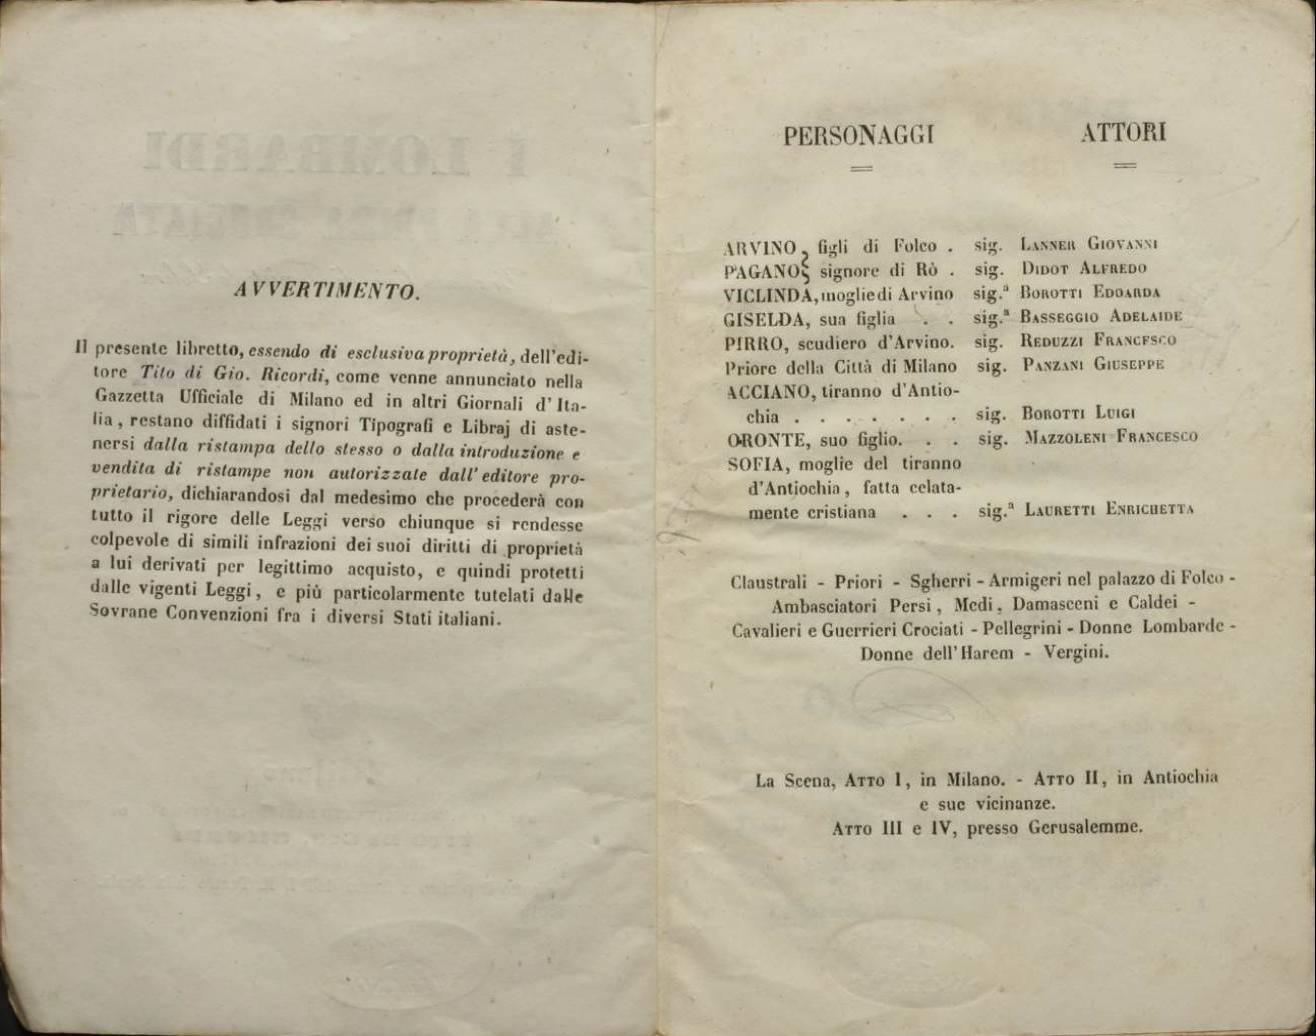 AVVERTIMENTO.
Il presente libretto, essendo di esclusiva proprietà, dell'edi-
tore Tito di Gio. Ricordi, come venne annunciato nella
Gazzetta Ufficiale di Milano ed in altri Giornali d'Ita-
lia, restano diffidati i signori Tipografi e Libraj di aste-
nersi dalla ristampa dello stesso o dalla introduzione e
vendita di ristampe non autorizzate dall'editore pro-
prietario, dichiarandosi dal medesimo che procederà con
tutto il rigore delle Leggi verso chiunque si rendesse
colpevole di simili infrazioni dei suoi diritti di proprietà
a lui derivati per legittimo acquisto, e quindi protetti
dalle vigenti Leggi, e più particolarmente tutelati dalle
Sovrane Convenzioni fra i diversi Stati italiani.
PERSONAGGI ATTORI
ARVINO, figli di Folco . sig. LANNER GIOVANNI
PAGANO signore di Rò . sig. DIDOT ALFREDO
VICLINDA, moglie di Arvino sig.a BOROTTI EDOARDA
GISELDA, sua figlia . . sig.a BASSEGGIO ADELAIDE
PIRRO, scudiero d'Arvino. sig. REDUZZI FRANCESCO
Priore della Città di Milano sig. PANZANI GIUSEPPE
ACCIANO, tiranno d'Antio-
chia . . . . . . . sig. BOROTTI LUIGI
ORONTE, suo figlio. . . sig. MAZZOLENI FRANCESCO
SOFIA, moglie del tiranno
d'Antiochia, fatta celata-
mente cristiana . . . sig.a LAURETTI ENRICHETTA
Claustrali - Priori - Sgherri - Armigeri nel palazzo di Folco -
Ambasciatori Persi, Medi, Damasceni e Caldei -
Cavalieri e Guerrieri Crociati - Pellegrini - Donne Lombarde -
Donne dell'Harem - Vergini.
La Scena, ATTO I, in Milano. - ATTO II, in Antiochia
e sue vicinanze.
ATTO III e IV, presso Gerusalemme.